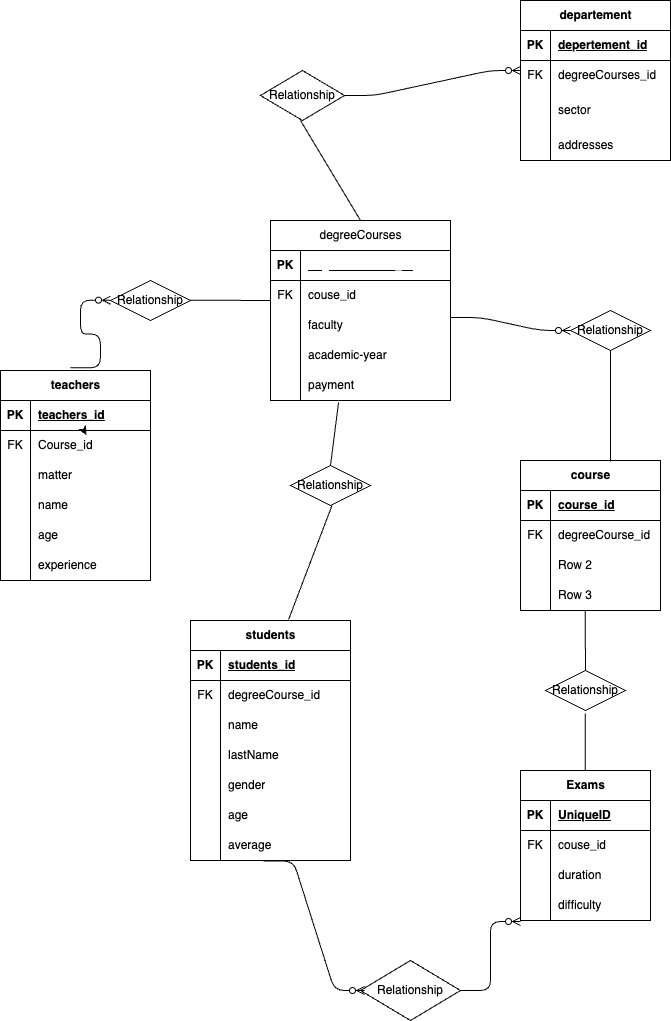 departement
PK depertement_id
FK degreeCourses_id
sector
addresses
Relationship
degreeCourses
PK __ ___________ __
FK couse_id
faculty
academic-year
payment
Relationship
Relationship
teachers
PK teachers_id
FK Course_id
matter
name
age
experience
Relationship
course
PK course_id
FK degreeCourse_id
Row 2
Row 3
students
PK students_id
FK degreeCourse_id
name
lastName
gender
age
average
Relationship
Exams
PK UniqueID
FK couse_id
duration
difficulty
Relationship